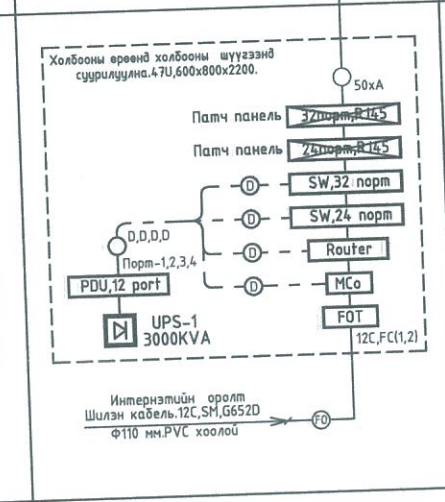 Холбооны өрөөнд холбооны шүүгээнд
суурилуулна.47U,600x800x2200.
50xA
Патч панель 32порт,RJ45
Патч панель 24порт,RJ45
D SW,32 порт
D SW,24 порт
D,D,D,D
D Router
Порт-1,2,3,4
PDU,12 port D MCo
UPS-1 FOT
3000KVA
12C,FC(1,2)
Интернэтийн оролт
Шилэн кабель.12C,SM,G652D
FO
Ф110 мм.PVC хоолой